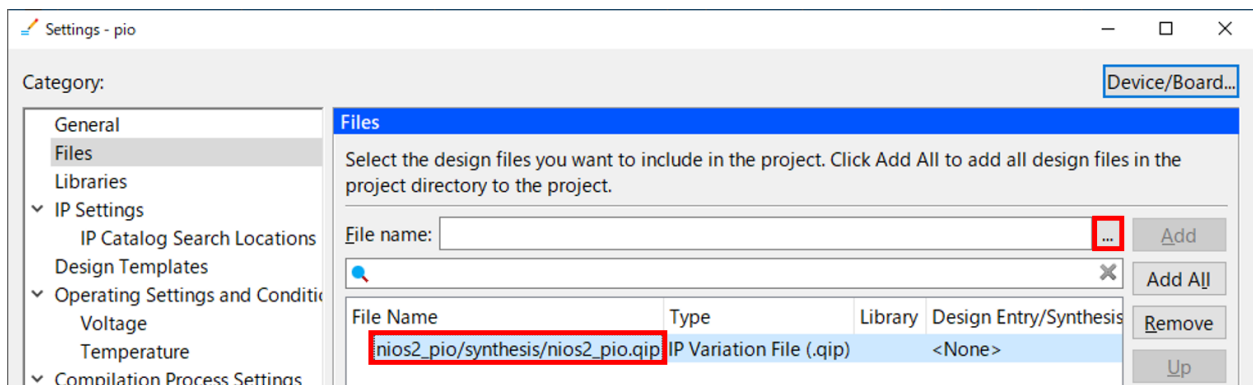 Settings - pio
Category:
Device/Board...
General
Files
Libraries
IP Settings
IP Catalog Search Locations
Design Templates
Operating Settings and Conditic
Voltage
Temperature
Compilation Process Settings
Files
Select the design files you want to include in the project. Click Add All to add all design files in the
project directory to the project.
File name:
...
Add
Add All
File Name Type Library Design Entry/Synthesis
Remove
nios2_pio/synthesis/nios2_pio.qip IP Variation File (.qip) <None>
Up